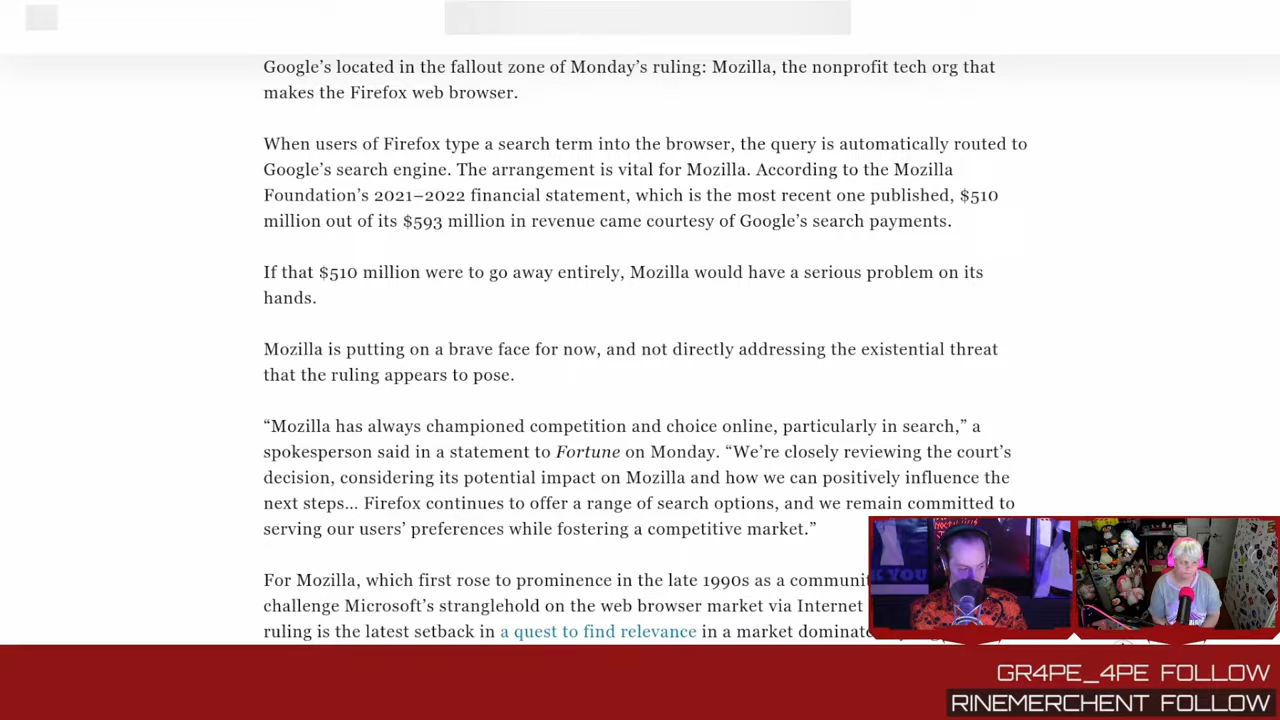 Google’s located in the fallout zone of Monday’s ruling: Mozilla, the nonprofit tech org that
makes the Firefox web browser.
When users of Firefox type a search term into the browser, the query is automatically routed to
Google’s search engine. The arrangement is vital for Mozilla. According to the Mozilla
Foundation’s 2021–2022 financial statement, which is the most recent one published, $510
million out of its $593 million in revenue came courtesy of Google’s search payments.
If that $510 million were to go away entirely, Mozilla would have a serious problem on its
hands.
Mozilla is putting on a brave face for now, and not directly addressing the existential threat
that the ruling appears to pose.
“Mozilla has always championed competition and choice online, particularly in search,” a
spokesperson said in a statement to Fortune on Monday. “We’re closely reviewing the court’s
decision, considering its potential impact on Mozilla and how we can positively influence the
next steps... Firefox continues to offer a range of search options, and we remain committed to
serving our users’ preferences while fostering a competitive market.”
For Mozilla, which first rose to prominence in the late 1990s as a
challenge Microsoft’s stranglehold on the web browser market via Internet
ruling is the latest setback in a quest to find relevance in a market
YOU
GR4PE_4PE FOLLOW
RINEMERCHENT FOLLOW